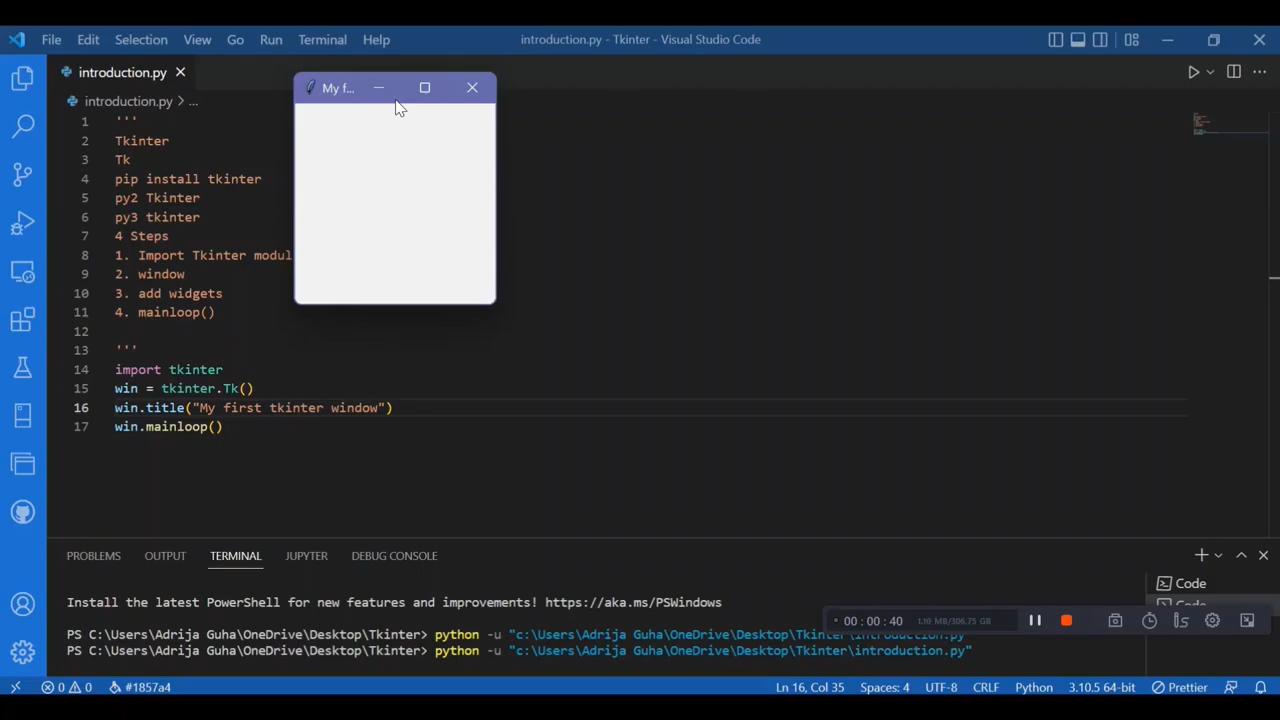 File Edit Selection View Go Run Terminal Help introduction.py - Tkinter - Visual Studio Code
introduction.py
My f...
introduction.py > ...
1 '''
2 Tkinter
3 Tk
4 pip install tkinter
5 py2 Tkinter
6 py3 tkinter
7 4 Steps
8 1. Import Tkinter modul
9 2. window
10 3. add widgets
11 4. mainloop()
12
13 '''
14 import tkinter
15 win = tkinter.Tk()
16 win.title("My first tkinter window")
17 win.mainloop()
PROBLEMS OUTPUT TERMINAL JUPYTER DEBUG CONSOLE
Code
Install the latest PowerShell for new features and improvements! https://aka.ms/PSWindows
Code
00 : 00 : 40 1.10 MB/306.75 GB
PS C:\Users\Adrija Guha\OneDrive\Desktop\Tkinter> python -u "c:\Users\Adrija Guha\OneDrive\Desktop\Tkinter\introduction.py"
PS C:\Users\Adrija Guha\OneDrive\Desktop\Tkinter> python -u "c:\Users\Adrija Guha\OneDrive\Desktop\Tkinter\introduction.py"
0 0 #1857a4 Ln 16, Col 35 Spaces: 4 UTF-8 CRLF Python 3.10.5 64-bit Prettier